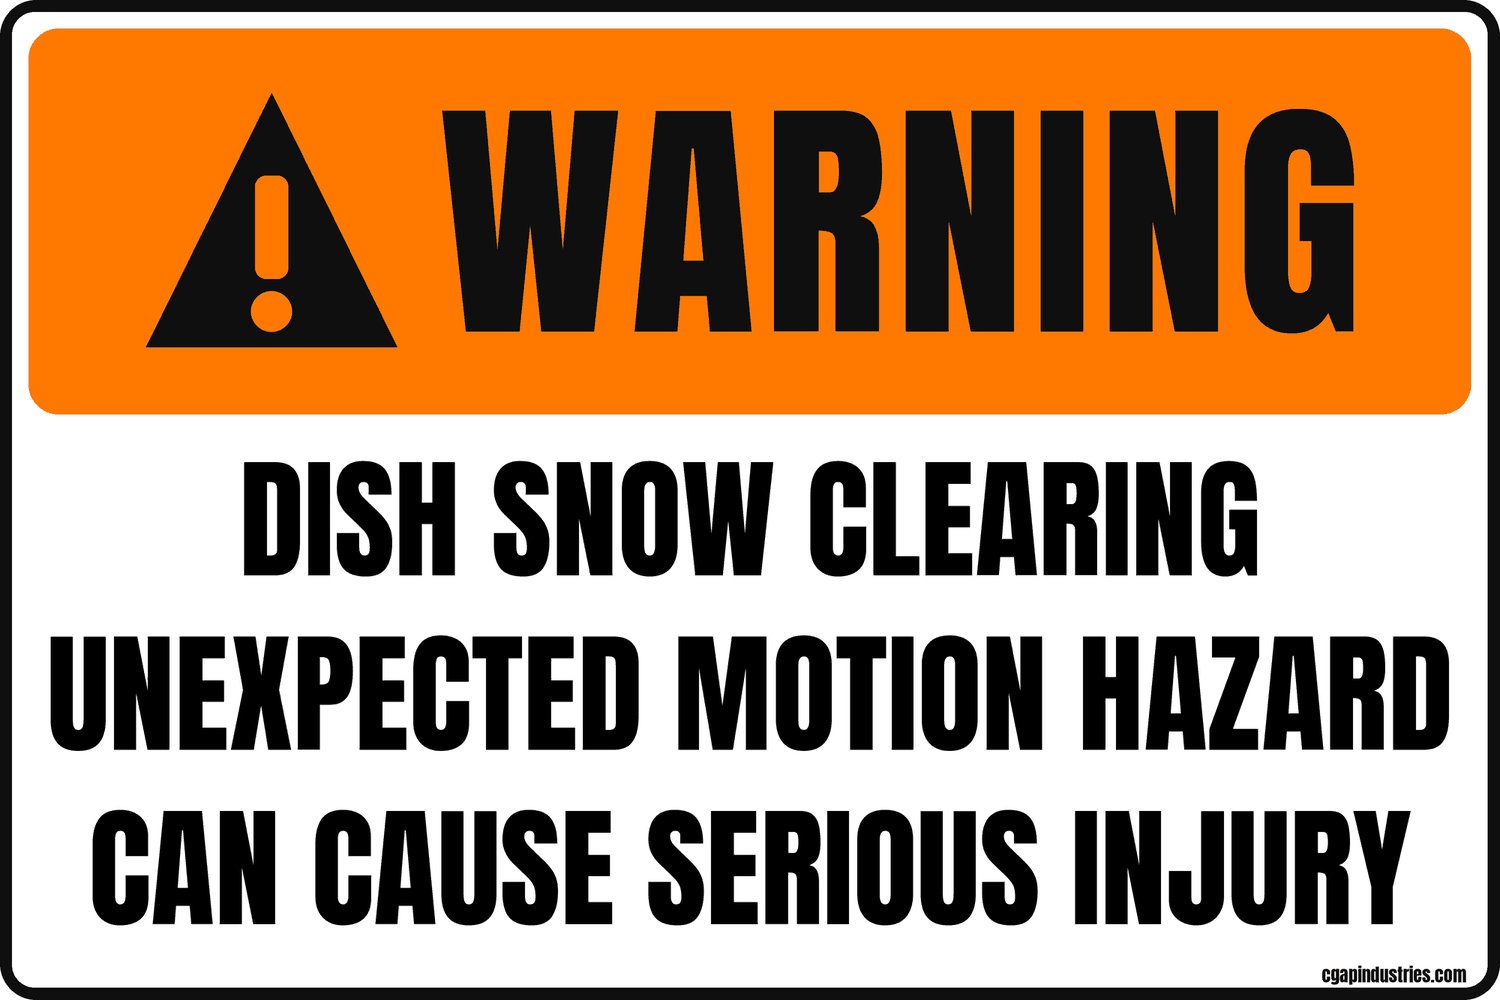 WARNING
DISH SNOW CLEARING
UNEXPECTED MOTION HAZARD
CAN CAUSE SERIOUS INJURY
cgapindustries.com